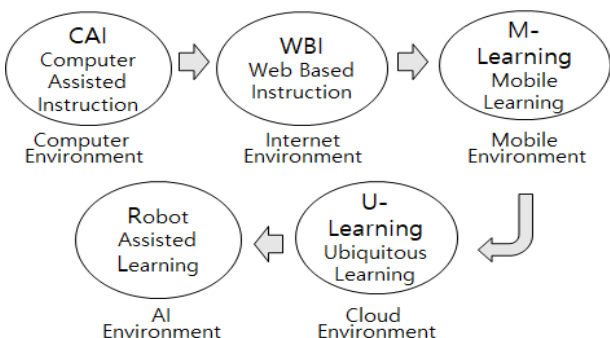 CAI
Computer
Assisted
Instruction
Computer
Environment
WBI
Web Based
Instruction
Internet
Environment
M-
Learning
Mobile
Learning
Mobile
Environment
U-
Learning
Ubiquitous
Learning
Cloud
Environment
Robot
Assisted
Learning
AI
Environment